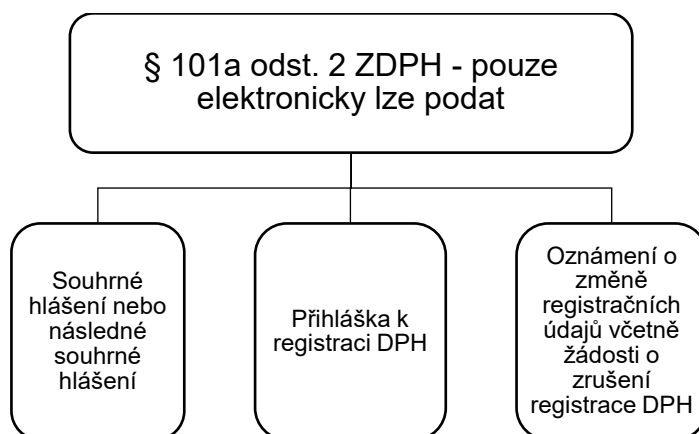 § 101a odst. 2 ZDPH - pouze
elektronicky lze podat
Souhrné
hlášení nebo
následné
souhrné
hlášení
Přihláška k
registraci DPH
Oznámení o
změně
registračních
údajů včetně
žádosti o
zrušení
registrace DPH